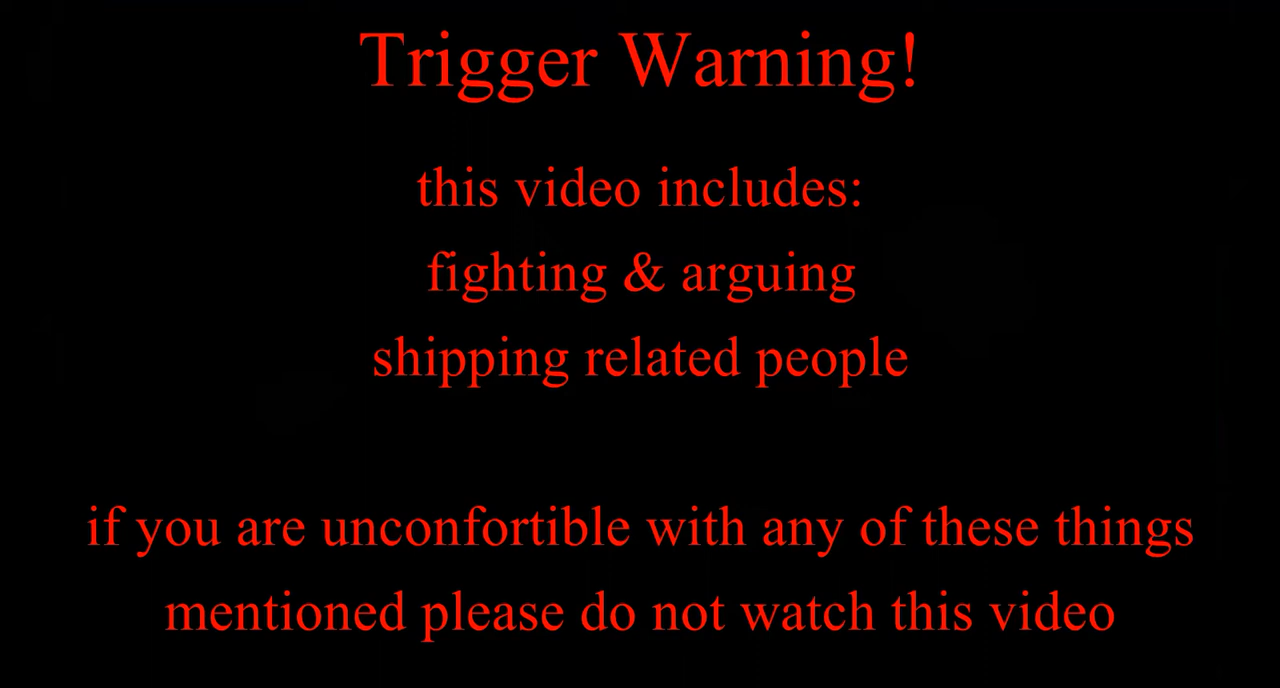 Trigger Warning!
this video includes:
fighting & arguing
shipping related people
if you are unconfortible with any of these things
mentioned please do not watch this video